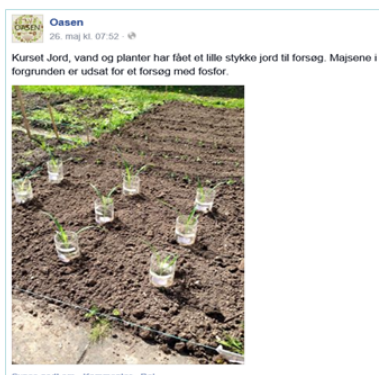 OASEN
Oasen
26. maj kl. 07:52 ·
Kurset Jord, vand og planter har fået et lille stykke jord til forsøg. Majsene i
forgrunden er udsat for et forsøg med fosfor.